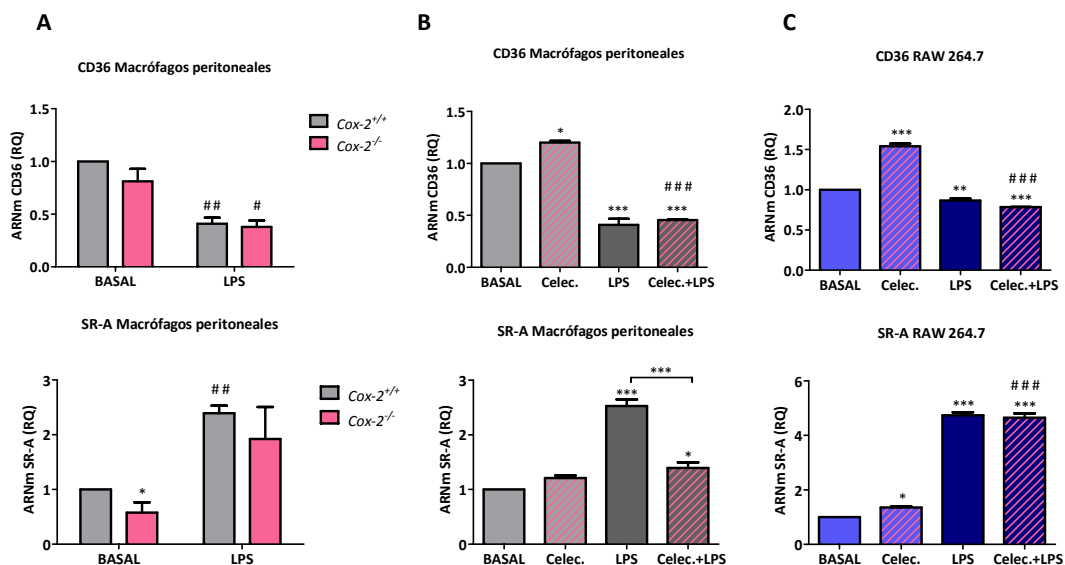 A
CD36 Macrófagos peritoneales
ARNm CD36 (RQ)
1.5
1.0
0.5
0.0
## #
BASAL LPS
Cox-2+/+
Cox-2-/-
SR-A Macrófagos peritoneales
ARNm SR-A (RQ)
3
2
1
0
*
##
BASAL LPS
Cox-2+/+
Cox-2-/-
B
CD36 Macrófagos peritoneales
ARNm CD36 (RQ)
1.5
1.0
0.5
0.0
*
***
###
***
BASAL Celec. LPS Celec.+LPS
SR-A Macrófagos peritoneales
ARNm SR-A (RQ)
3
2
1
0
***
***
*
BASAL Celec. LPS Celec.+LPS
C
CD36 RAW 264.7
ARNm CD36 (RQ)
2.0
1.5
1.0
0.5
0.0
***
**
###
***
BASAL Celec. LPS Celec.+LPS
SR-A RAW 264.7
ARNm SR-A (RQ)
6
4
2
0
*
***
###
***
BASAL Celec. LPS Celec.+LPS